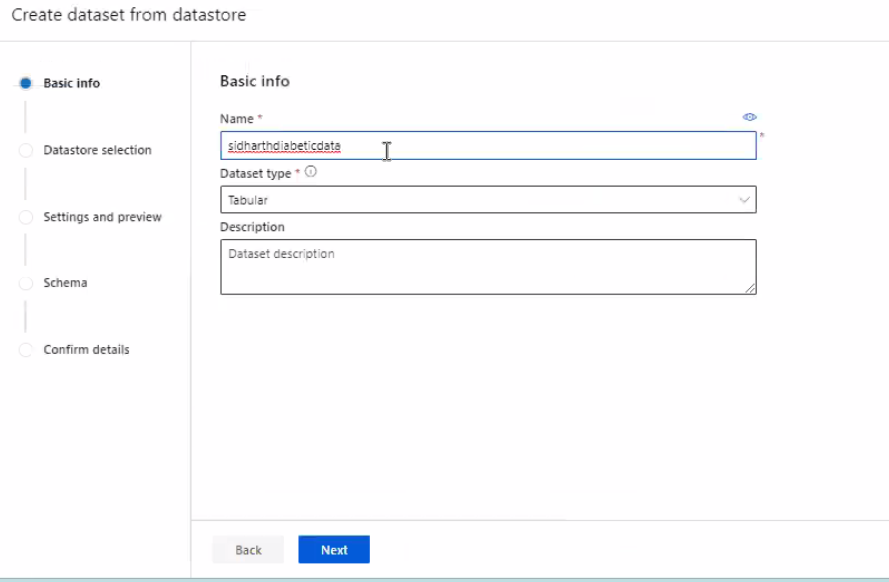 Create dataset from datastore
Basic info
Datastore selection
Settings and preview
Schema
Confirm details
Basic info
Name *
sidharthdiabeticdata
*
Dataset type *
Tabular
Description
Dataset description
Back
Next